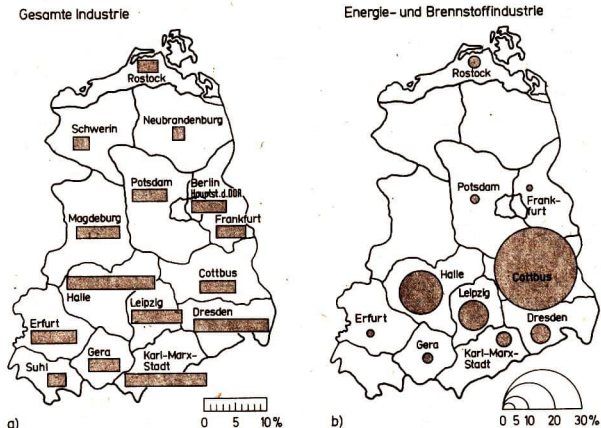 Gesamte Industrie
Rostock
Schwerin
Neubrandenburg
Potsdam
Berlin
Hauptst.d.DDR
Magdeburg
Frankfurt
Cottbus
Halle
Leipzig
Dresden
Erfurt
Gera
Karl-Marx-
Stadt
Suhl
0 5 10%
a)
Energie- und Brennstoffindustrie
Rostock
Potsdam
Frank-
furt
Cottbus
Halle
Leipzig
Dresden
Erfurt
Gera
Karl-Marx-
Stadt
0 5 10 20 30%
b)